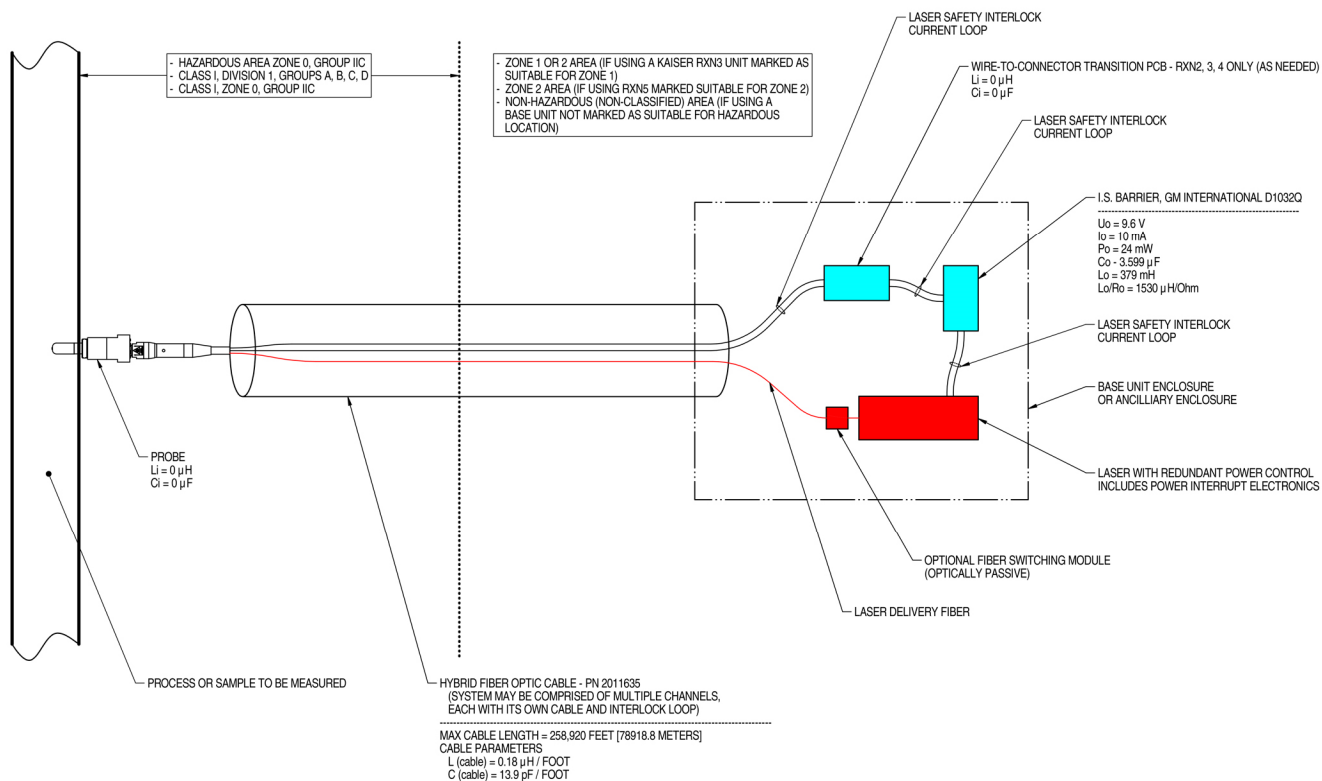 LASER SAFETY INTERLOCK
CURRENT LOOP
- HAZARDOUS AREA ZONE 0, GROUP IIC
- CLASS I, DIVISION 1, GROUPS A, B, C, D
- CLASS I, ZONE 0, GROUP IIC
- ZONE 1 OR 2 AREA (IF USING A KAISER RXN3 UNIT MARKED AS
SUITABLE FOR ZONE 1)
- ZONE 2 AREA (IF USING RXN5 MARKED SUITABLE FOR ZONE 2)
- NON-HAZARDOUS (NON-CLASSIFIED) AREA (IF USING A
BASE UNIT NOT MARKED AS SUITABLE FOR HAZARDOUS
LOCATION)
WIRE-TO-CONNECTOR TRANSITION PCB - RXN2, 3, 4 ONLY (AS NEEDED)
Li = 0 µH
Ci = 0 µF
LASER SAFETY INTERLOCK
CURRENT LOOP
I.S. BARRIER, GM INTERNATIONAL D1032Q
Uo = 9.6 V
Io = 10 mA
Po = 24 mW
Co - 3.599 µF
Lo = 379 mH
Lo/Ro = 1530 µH/Ohm
LASER SAFETY INTERLOCK
CURRENT LOOP
BASE UNIT ENCLOSURE
OR ANCILLIARY ENCLOSURE
PROBE
Li = 0 µH
Ci = 0 µF
LASER WITH REDUNDANT POWER CONTROL
INCLUDES POWER INTERRUPT ELECTRONICS
OPTIONAL FIBER SWITCHING MODULE
(OPTICALLY PASSIVE)
LASER DELIVERY FIBER
PROCESS OR SAMPLE TO BE MEASURED
HYBRID FIBER OPTIC CABLE - PN 2011635
(SYSTEM MAY BE COMPRISED OF MULTIPLE CHANNELS,
EACH WITH ITS OWN CABLE AND INTERLOCK LOOP)
MAX CABLE LENGTH = 258,920 FEET [78918.8 METERS]
CABLE PARAMETERS
L (cable) = 0.18 µH / FOOT
C (cable) = 13.9 pF / FOOT